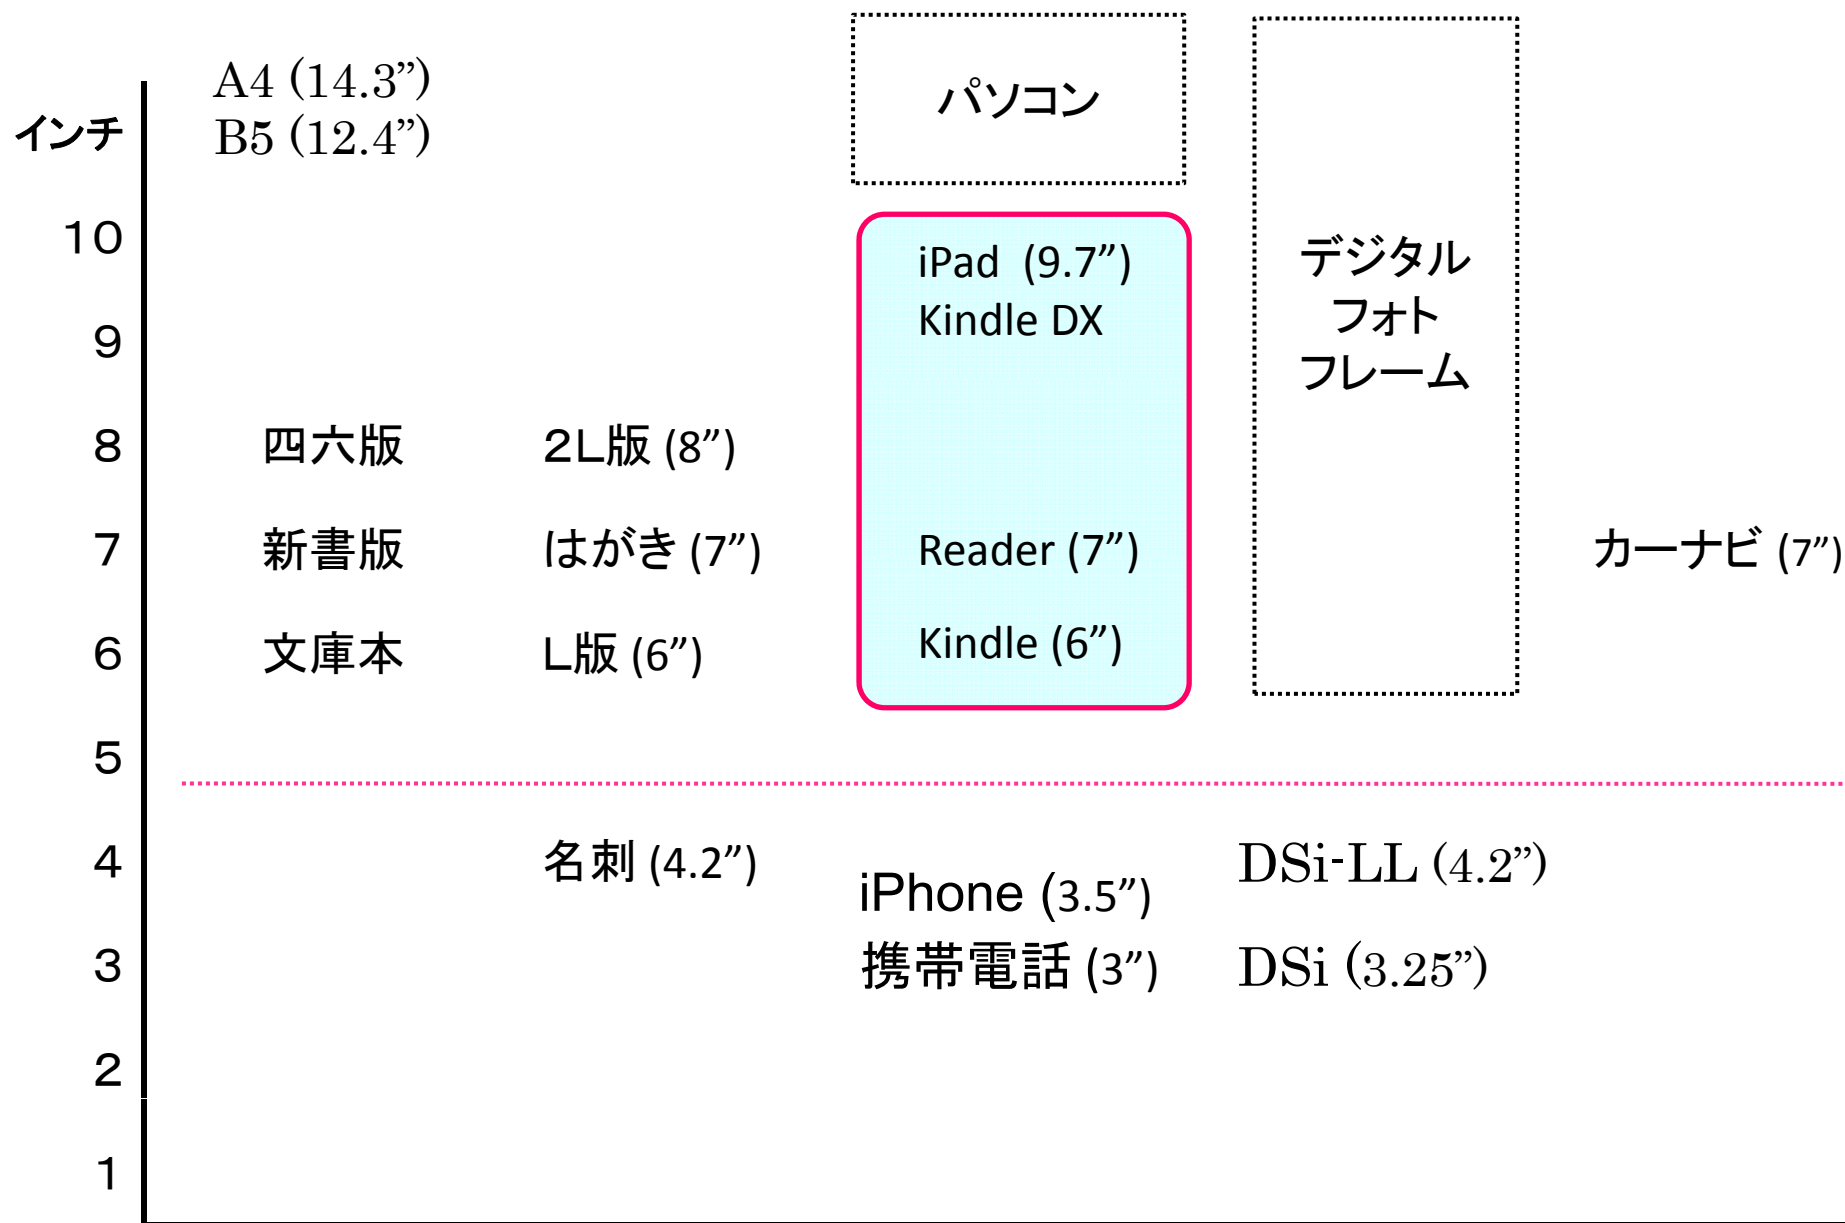 A4 (14.3”)
インチ
B5 (12.4”)
パソコン
10
iPad (9.7”)
Kindle DX
デジタル
フォト
フレーム
9
8
四六版
2L版 (8”)
7
新書版
はがき (7”)
Reader (7”)
カーナビ (7”)
6
文庫本
L版 (6”)
Kindle (6”)
5
4
名刺 (4.2”)
iPhone (3.5”)
DSi-LL (4.2”)
3
携帯電話 (3”)
DSi (3.25”)
2
1